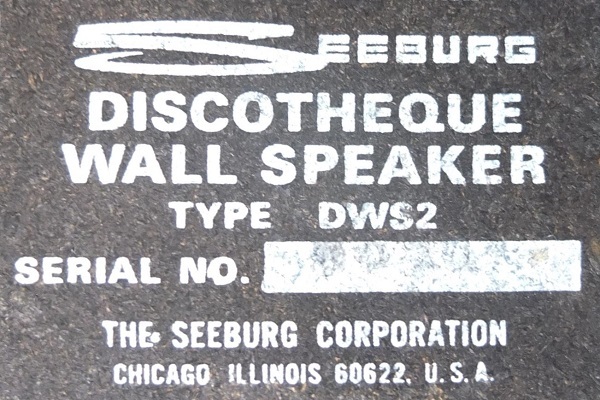 SEEBURG
DISCOTHEQUE
WALL SPEAKER
TYPE DWS2
SERIAL NO.
THE SEEBURG CORPORATION
CHICAGO, ILLINOIS 60622, U.S.A.